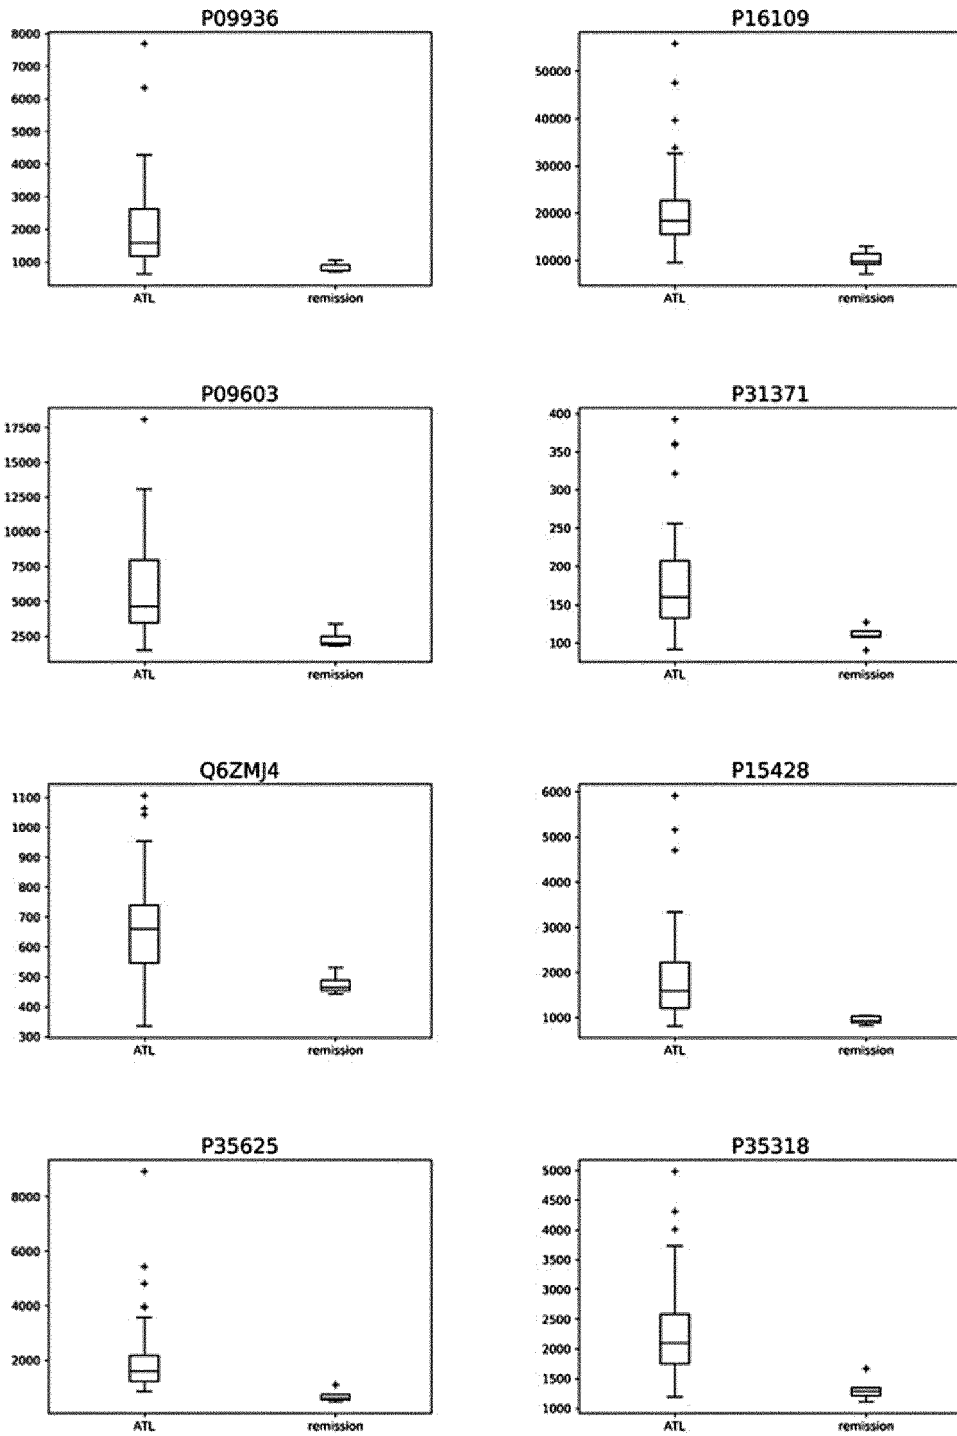 P09936
8000
7000
6000
5000
4000
3000
2000
1000
ATL
remission
P16109
50000
40000
30000
20000
10000
ATL
remission
P09603
17500
15000
12500
10000
7500
5000
2500
ATL
remission
P31371
400
350
300
250
200
150
100
ATL
remission
Q6ZMJ4
1100
1000
900
800
700
600
500
400
300
ATL
remission
P15428
6000
5000
4000
3000
2000
1000
ATL
remission
P35625
8000
6000
4000
2000
ATL
remission
P35318
5000
4500
4000
3500
3000
2500
2000
1500
1000
ATL
remission